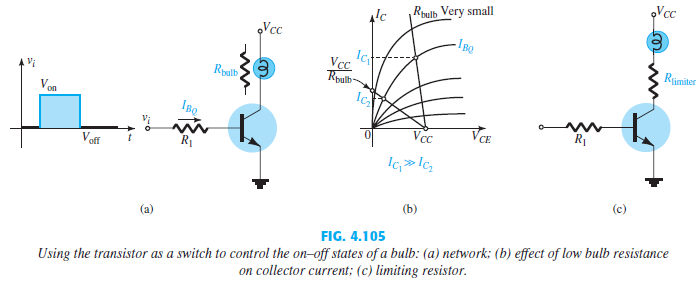 VCC
Rbulb
vi
Von
Voff
t
vi
IBQ
R1
(a)
IC
Rbulb Very small
IBQ
IC1
VCC
Rbulb
IC2
0
VCC
VCE
IC1 ≫ IC2
(b)
VCC
Rlimiter
R1
(c)
FIG. 4.105
Using the transistor as a switch to control the on–off states of a bulb: (a) network; (b) effect of low bulb resistance
on collector current; (c) limiting resistor.